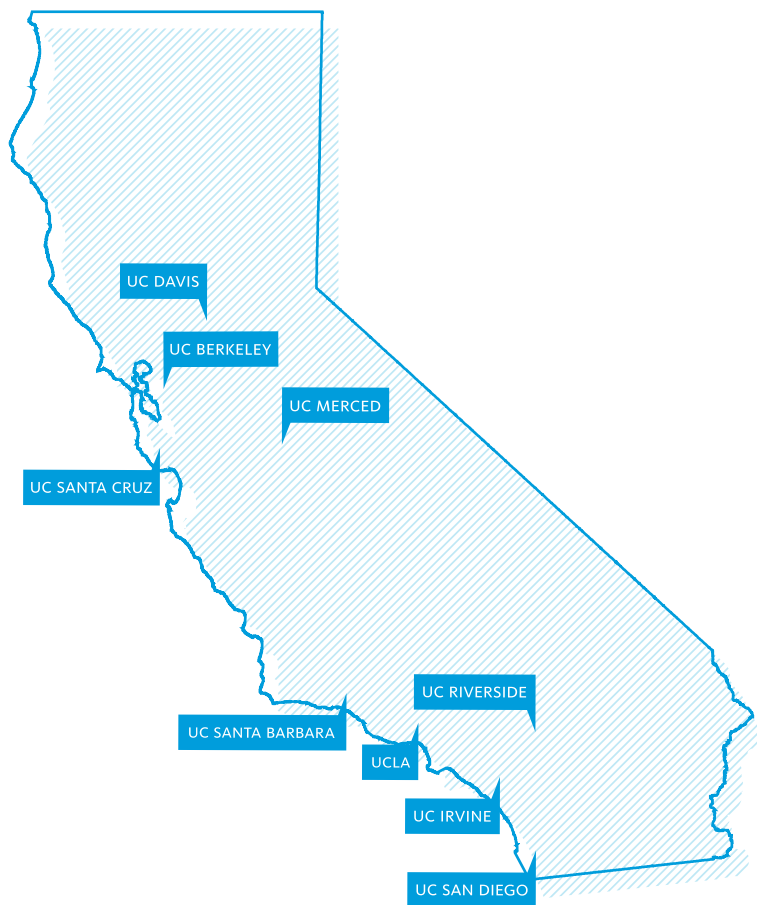 UC DAVIS
UC BERKELEY
UC MERCED
UC SANTA CRUZ
UC RIVERSIDE
UC SANTA BARBARA
UCLA
UC IRVINE
UC SAN DIEGO